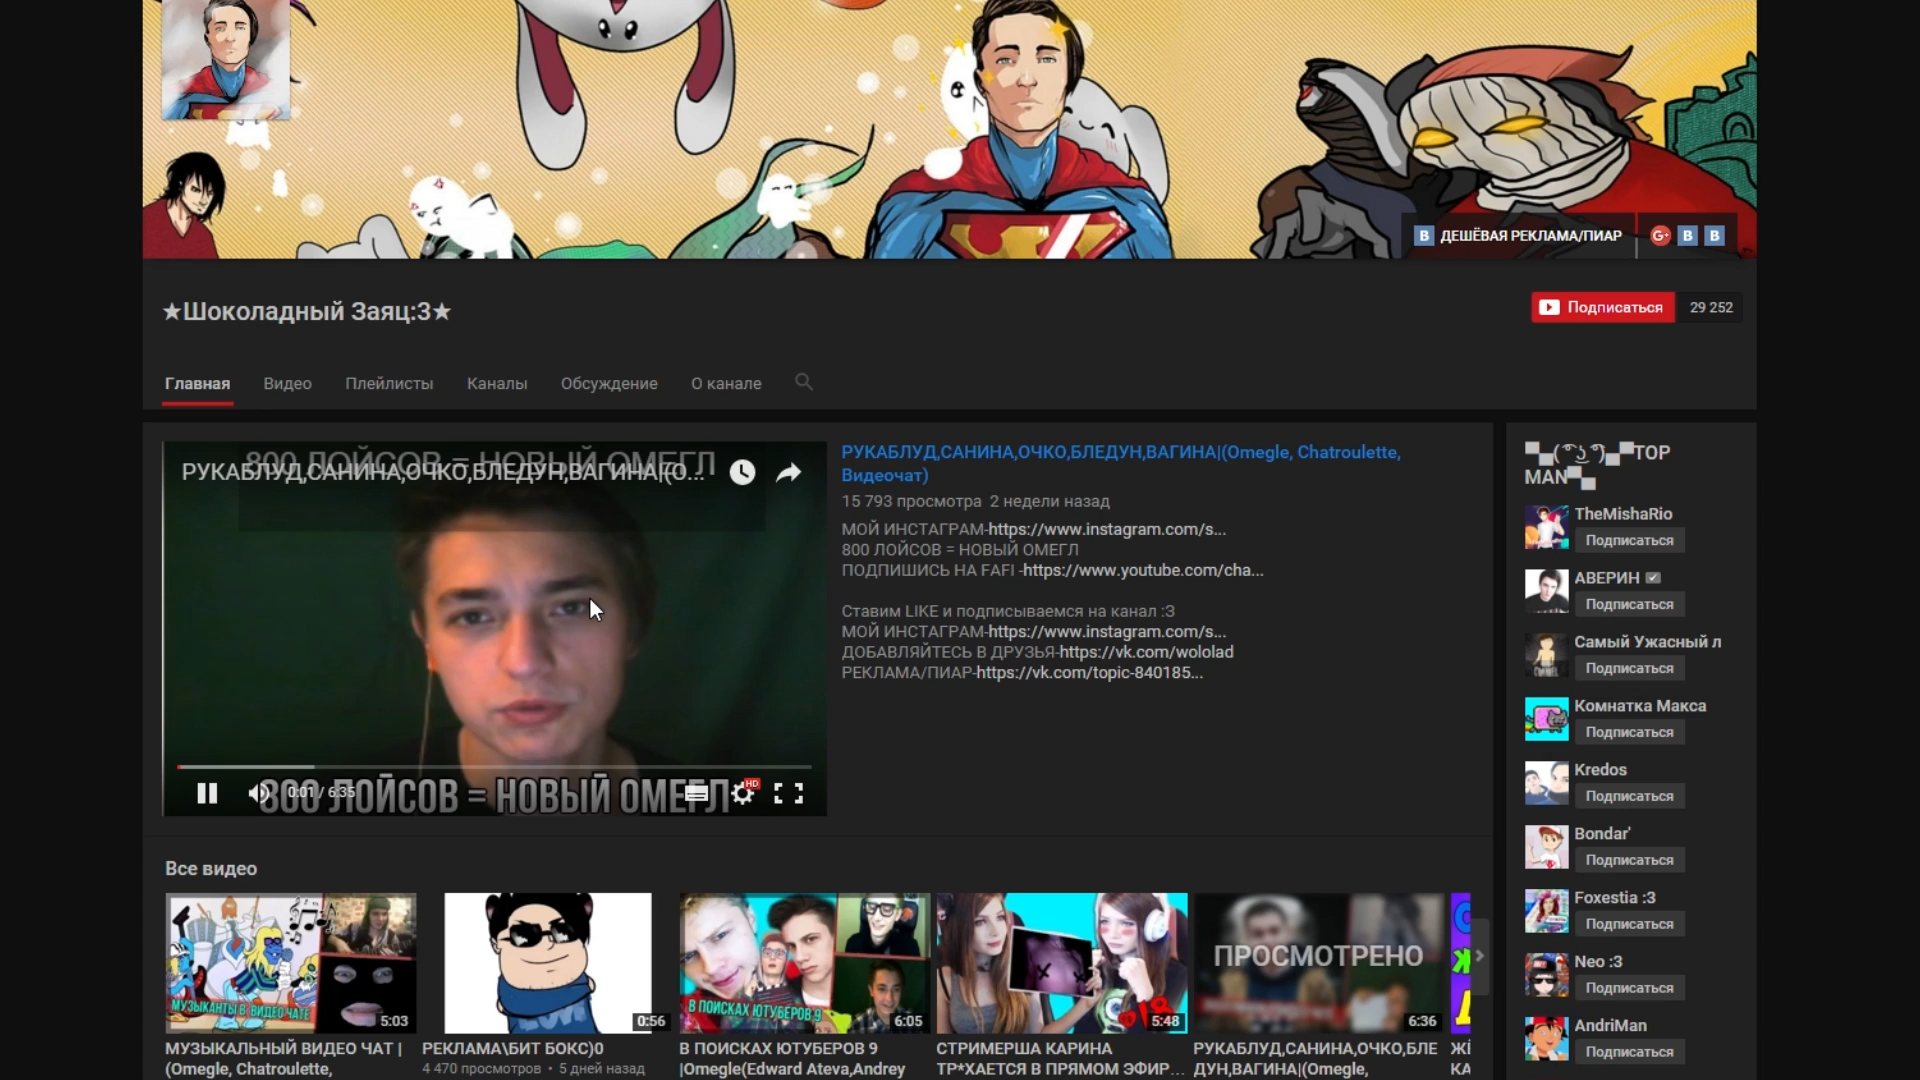 В ДЕШЁВАЯ РЕКЛАМА/ПИАР G+ В В
★Шоколадный Заяц:3★
Подписаться 29 252
Главная Видео Плейлисты Каналы Обсуждение О канале
800 ЛОЙСОВ = НОВЫЙ ОМЕГЛ
РУКАБЛУД,САНИНА,ОЧКО,БЛЕДУН,ВАГИНА|(О...
800 ЛОЙСОВ = НОВЫЙ ОМЕГЛ
0:01 / 6:35
HD
РУКАБЛУД,САНИНА,ОЧКО,БЛЕДУН,ВАГИНА|(Omegle, Chatroulette,
Видеочат)
15 793 просмотра 2 недели назад
МОЙ ИНСТАГРАМ-https://www.instagram.com/s...
800 ЛОЙСОВ = НОВЫЙ ОМЕГЛ
ПОДПИШИСЬ НА FAFI -https://www.youtube.com/cha...
Ставим LIKE и подписываемся на канал :3
МОЙ ИНСТАГРАМ-https://www.instagram.com/s...
ДОБАВЛЯЙТЕСЬ В ДРУЗЬЯ-https://vk.com/wololad
РЕКЛАМА/ПИАР-https://vk.com/topic-840185...
▀▄( ͡° ͜ʖ ͡°)▄▀TOP
MAN▀▄
TheMishaRio
Подписаться
АВЕРИН
Подписаться
Самый Ужасный л
Подписаться
Комнатка Макса
Подписаться
Kredos
Подписаться
Bondar'
Подписаться
Foxestia :3
Подписаться
Neo :3
Подписаться
AndriMan
Подписаться
Все видео
МУЗЫКАНТЫ В ВИДЕО ЧАТЕ
5:03
МУЗЫКАЛЬНЫЙ ВИДЕО ЧАТ |
(Omegle, Chatroulette,
0:56
РЕКЛАМА\БИТ БОКС)0
4 470 просмотров • 5 дней назад
В ПОИСКАХ ЮТУБЕРОВ 9
6:05
В ПОИСКАХ ЮТУБЕРОВ 9
|Omegle(Edward Ateva,Andrey
18
5:48
СТРИМЕРША КАРИНА
ТР*ХАЕТСЯ В ПРЯМОМ ЭФИР...
ПРОСМОТРЕНО
6:36
РУКАБЛУД,САНИНА,ОЧКО,БЛЕ
ДУН,ВАГИНА|(Omegle,
КА